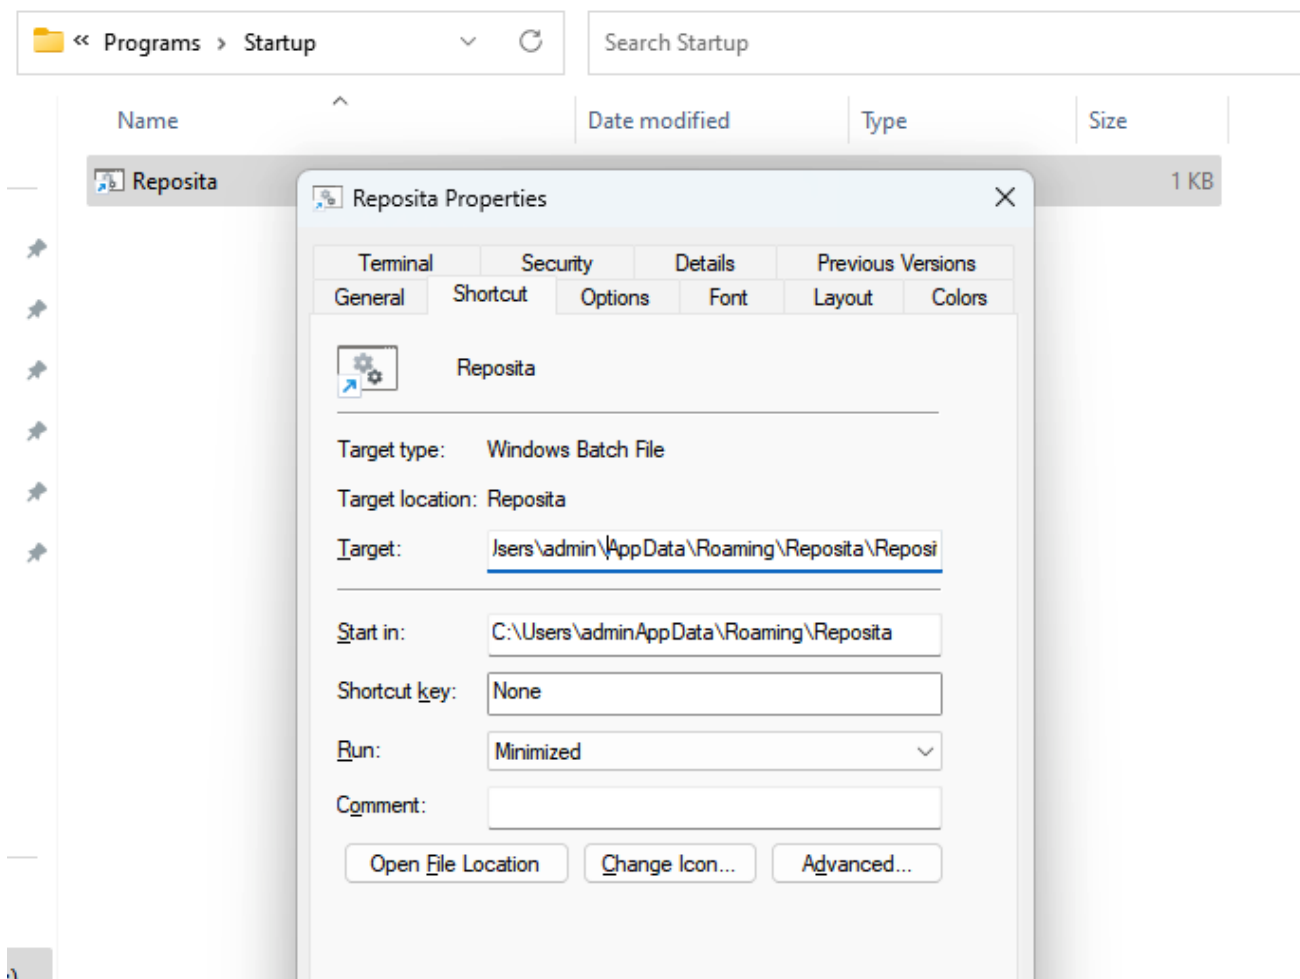 « Programs > Startup
Search Startup
Name Date modified Type Size
Reposita 1 KB
Reposita Properties
Terminal Security Details Previous Versions
General Shortcut Options Font Layout Colors
Reposita
Target type: Windows Batch File
Target location: Reposita
Target: Jsers\admin\AppData\Roaming\Reposita\Reposit
Start in: C:\Users\adminAppData\Roaming\Reposita
Shortcut key: None
Run: Minimized
Comment:
Open File Location Change Icon... Advanced...